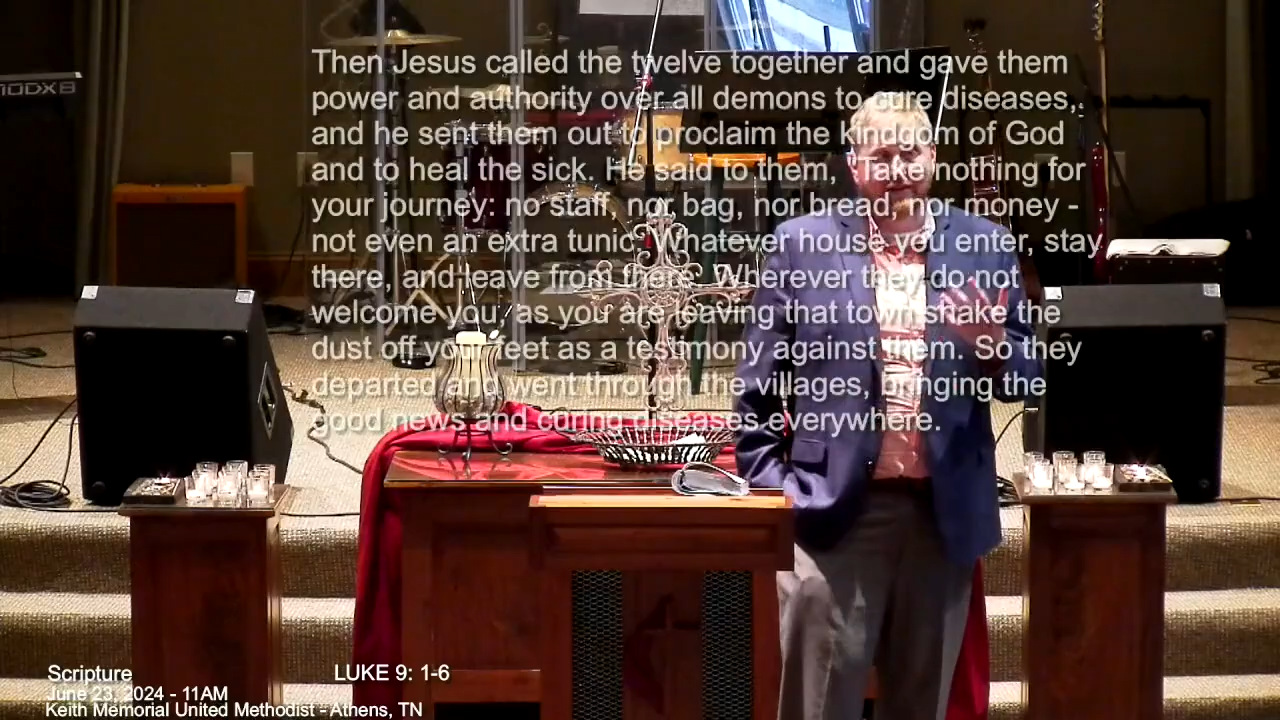 Then Jesus called the twelve together and gave them
power and authority over all demons to cure diseases,
and he sent them out to proclaim the kindgom of God
and to heal the sick. He said to them, "Take nothing for
your journey: no staff, nor bag, nor bread, nor money -
not even an extra tunic. Whatever house you enter, stay
there, and leave from there. Wherever they do not
welcome you, as you are leaving that town shake the
dust off your feet as a testimony against them. So they
departed and went through the villages, bringing the
good news and curing diseases everywhere.
Scripture LUKE 9: 1-6
June 23, 2024 - 11AM
Keith Memorial United Methodist - Athens, TN